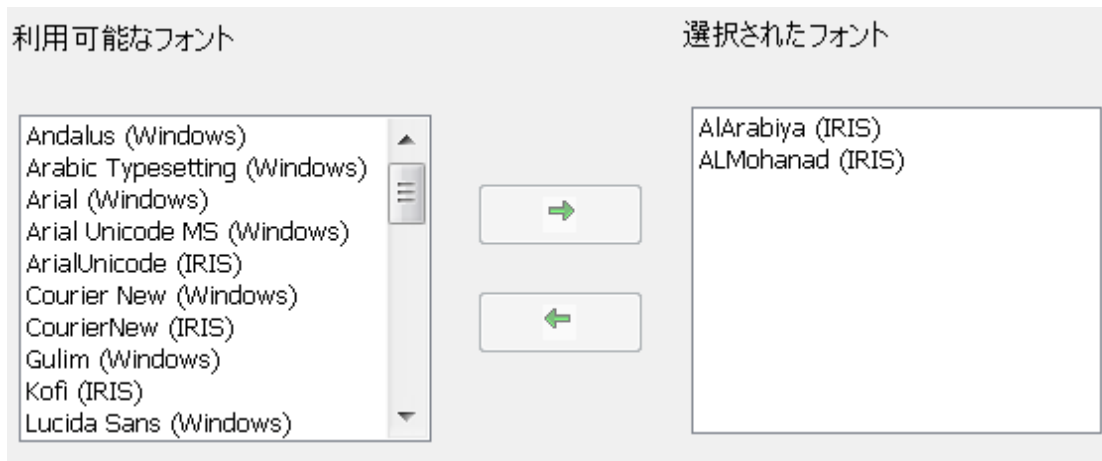 利用可能なフォント
Andalus (Windows)
Arabic Typesetting (Windows)
Arial (Windows)
Arial Unicode MS (Windows)
ArialUnicode (IRIS)
Courier New (Windows)
CourierNew (IRIS)
Gulim (Windows)
Kofi (IRIS)
Lucida Sans (Windows)
選択されたフォント
AlArabiya (IRIS)
ALMohanad (IRIS)